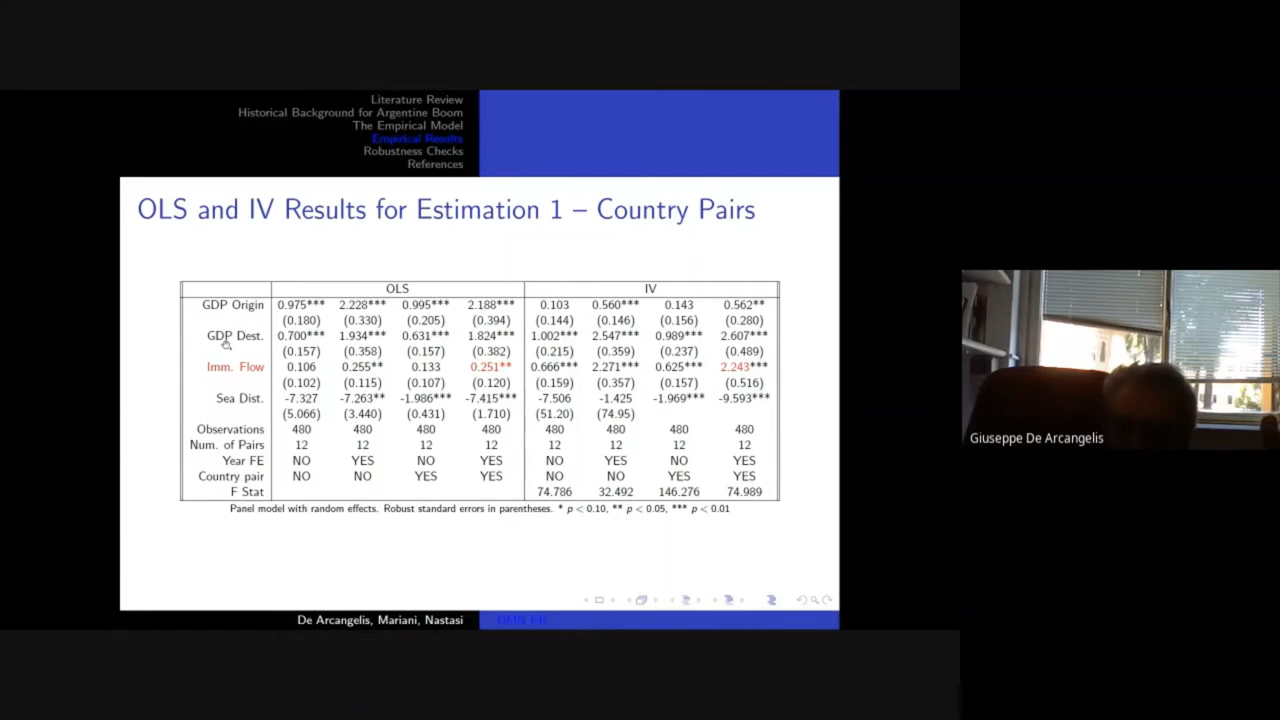 Literature Review
Historical Background for Argentine Boom
The Empirical Model
Empirical Results
Robustness Checks
References
OLS and IV Results for Estimation 1 – Country Pairs
OLS IV
GDP Origin 0.975*** 2.228*** 0.995*** 2.188*** 0.103 0.560*** 0.143 0.562**
(0.180) (0.330) (0.205) (0.394) (0.144) (0.146) (0.156) (0.280)
GDP Dest. 0.700*** 1.934*** 0.631*** 1.824*** 1.002*** 2.547*** 0.989*** 2.607***
(0.157) (0.358) (0.157) (0.382) (0.215) (0.359) (0.237) (0.489)
Imm. Flow 0.106 0.255** 0.133 0.251** 0.666*** 2.271*** 0.625*** 2.243***
(0.102) (0.115) (0.107) (0.120) (0.159) (0.357) (0.157) (0.516)
Sea Dist. -7.327 -7.263** -1.986*** -7.415*** -7.506 -1.425 -1.969*** -9.593***
(5.066) (3.440) (0.431) (1.710) (51.20) (74.95)
Observations 480 480 480 480 480 480 480 480
Num. of Pairs 12 12 12 12 12 12 12 12
Year FE NO YES NO YES NO YES NO YES
Country pair NO NO YES YES NO NO YES YES
F Stat 74.786 32.492 146.276 74.989
Panel model with random effects. Robust standard errors in parentheses. * p < 0.10, ** p < 0.05, *** p < 0.01
De Arcangelis, Mariani, Nastasi
Giuseppe De Arcangelis